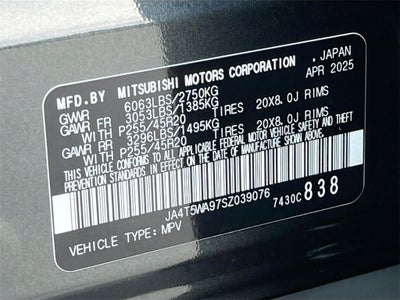 MFD.BY MITSUBISHI MOTORS CORPORATION, JAPAN
GWR 6063LBS/2750KG APR 2025
GAWR FR 3053LBS/1385KG
WITH P255/45R20 TIRES 20X8.0J RIMS
GAWR RR 3296LBS/1495KG
WITH P255/45R20 TIRES 20X8.0J RIMS
THIS VEHICLE CONFORMS TO ALL APPLICABLE FEDERAL MOTOR VEHICLE SAFETY AND
STANDARDS IN EFFECT ON THE DATE OF MANUFACTURE SHOWN ABOVE.
JA4T5WA97SZ039076 7430C 838
VEHICLE TYPE: MPV